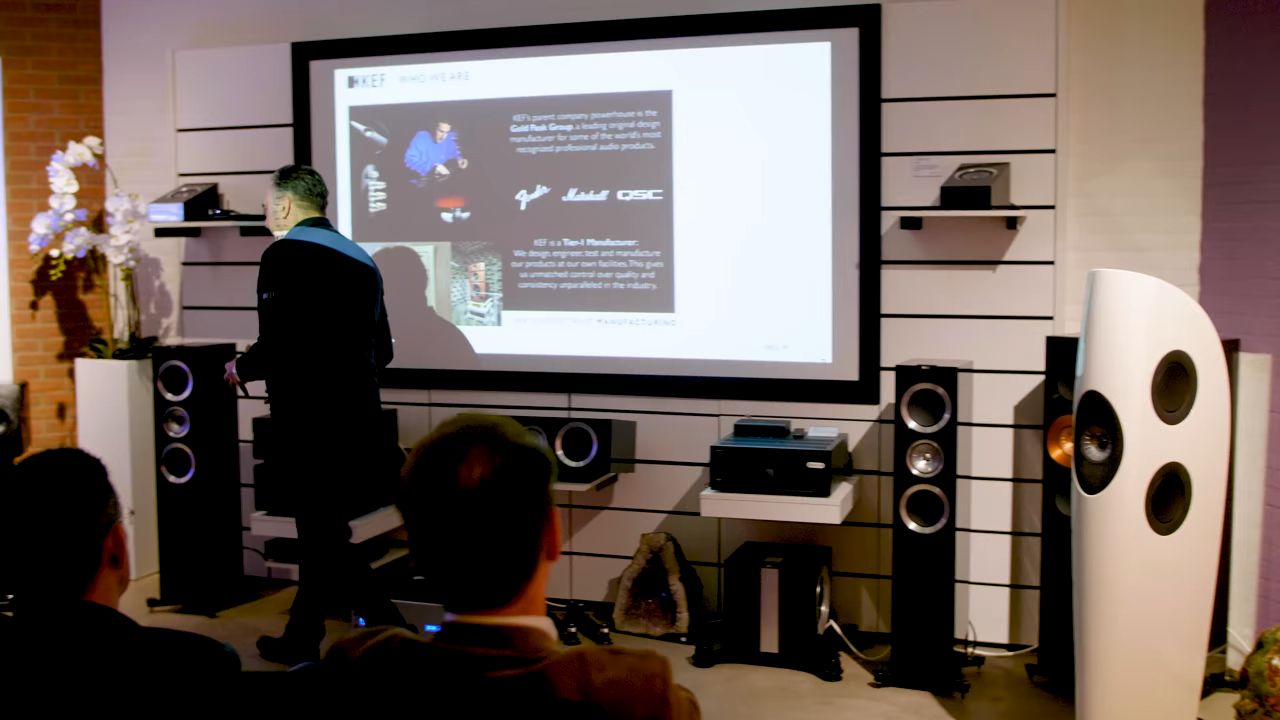 KEF WHO WE ARE
KEF's parent company powerhouse is the
Gold Peak Group, a leading original design
manufacturer for some of the world's most
recognized professional audio products.
Fender Marshall QSC
KEF is a Tier-1 Manufacturer:
We design, engineer, test and manufacture
our products at our own facilities. This gives
us unmatched control over quality and
consistency unparalleled in the industry.
MANUFACTURING